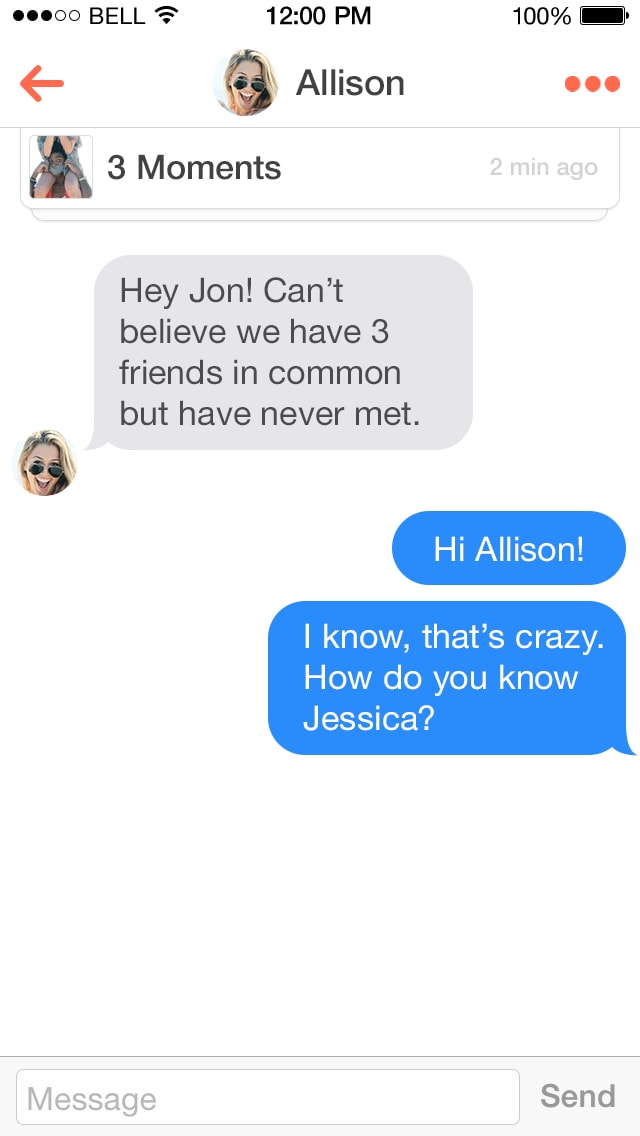 BELL 12:00 PM 100%
Allison
3 Moments 2 min ago
Hey Jon! Can’t
believe we have 3
friends in common
but have never met.
Hi Allison!
I know, that’s crazy.
How do you know
Jessica?
Message Send